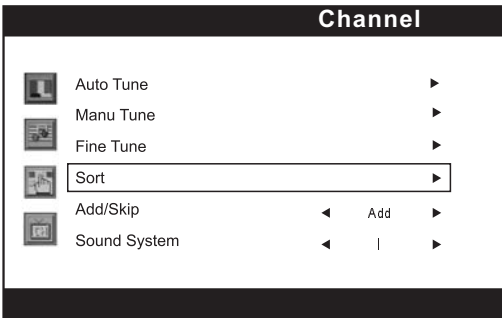 Channel
Auto Tune ▶
Manu Tune ▶
Fine Tune ▶
Sort ▶
Add/Skip ◀ Add ▶
Sound System ◀ I ▶